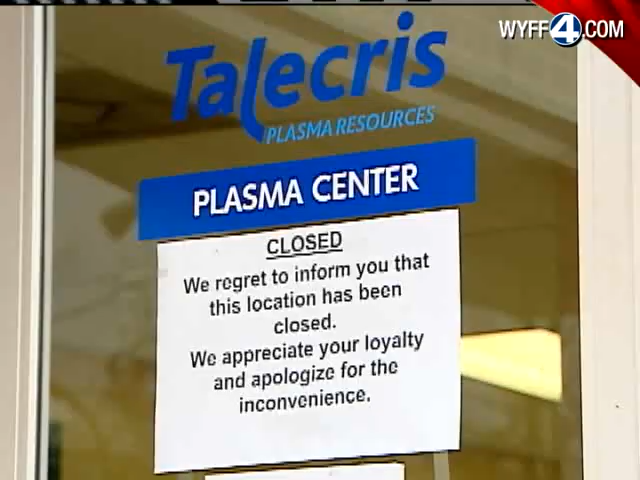 WYFF4.COM
Talecris
PLASMA RESOURCES
PLASMA CENTER
CLOSED
We regret to inform you that
this location has been
closed.
We appreciate your loyalty
and apologize for the
inconvenience.